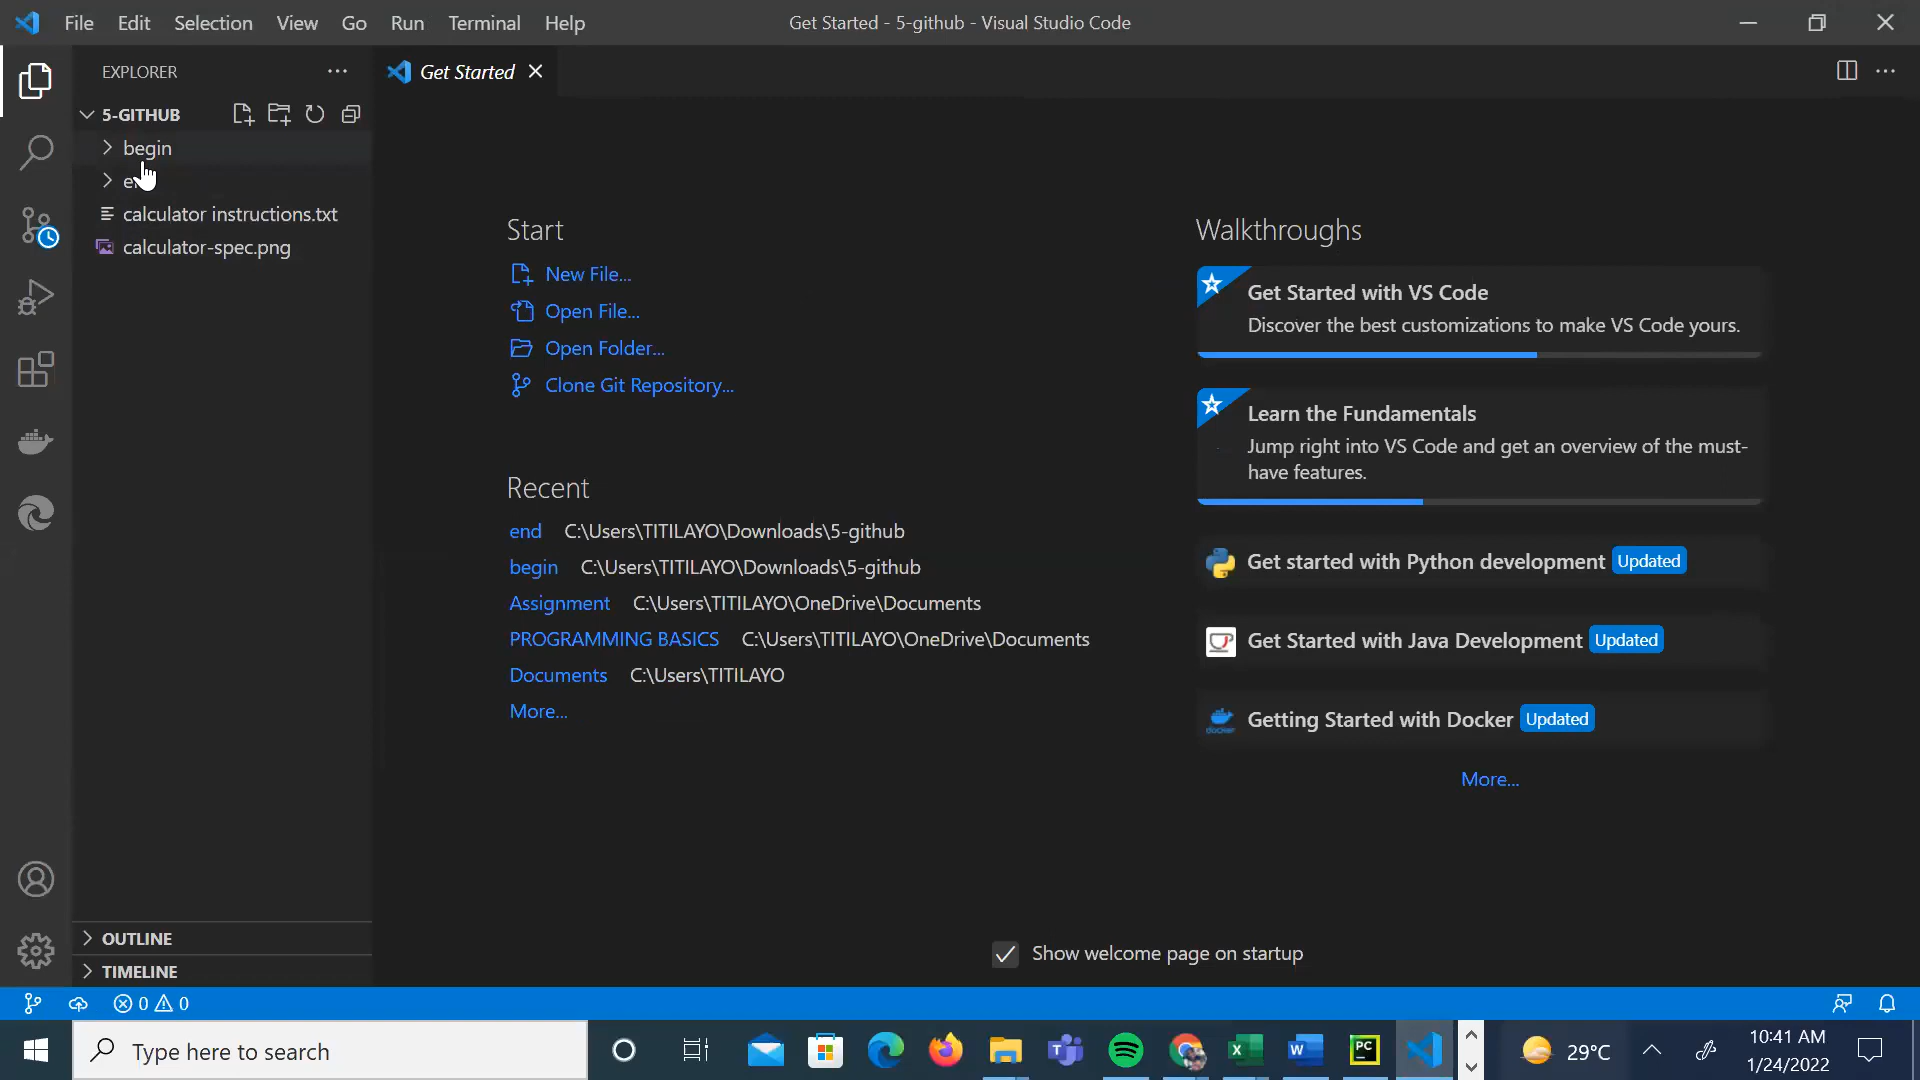 File Edit Selection View Go Run Terminal Help
Get Started - 5-github - Visual Studio Code
EXPLORER
Get Started
5-GITHUB
begin
calculator instructions.txt
calculator-spec.png
Start
New File...
Open File...
Open Folder...
Clone Git Repository...
Recent
end C:\Users\TITILAYO\Downloads\5-github
begin C:\Users\TITILAYO\Downloads\5-github
Assignment C:\Users\TITILAYO\OneDrive\Documents
PROGRAMMING BASICS C:\Users\TITILAYO\OneDrive\Documents
Documents C:\Users\TITILAYO
More...
Walkthroughs
Get Started with VS Code
Discover the best customizations to make VS Code yours.
Learn the Fundamentals
Jump right into VS Code and get an overview of the must-
have features.
Get started with Python development Updated
Get Started with Java Development Updated
Getting Started with Docker Updated
More...
Show welcome page on startup
OUTLINE
TIMELINE
0 0
Type here to search
29°C
10:41 AM
1/24/2022